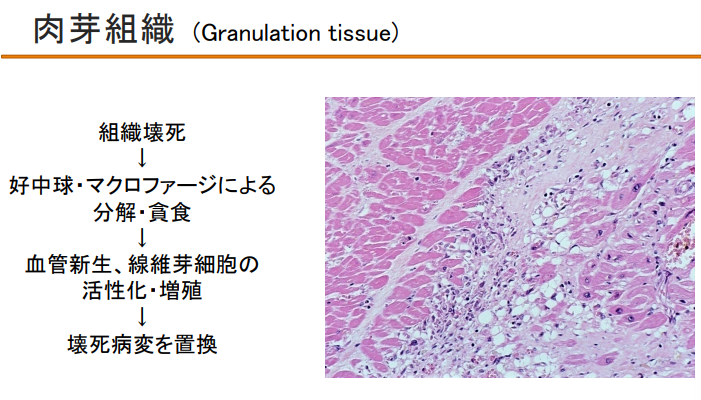 肉芽組織 （Granulation tissue）
組織壊死
↓
好中球・マクロファージによる
分解・貪食
↓
血管新生、線維芽細胞の
活性化・増殖
↓
壊死病変を置換